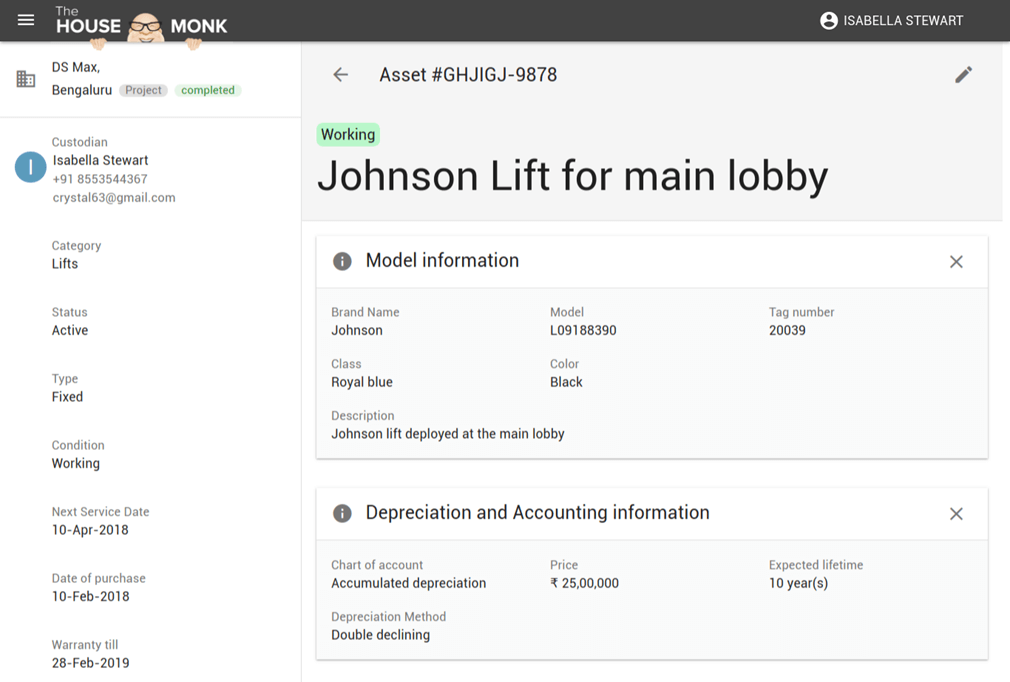 The
HOUSE MONK
ISABELLA STEWART
DS Max,
Bengaluru Project completed
I
Custodian
Isabella Stewart
+91 8553544367
crystal63@gmail.com
Category
Lifts
Status
Active
Type
Fixed
Condition
Working
Next Service Date
10-Apr-2018
Date of purchase
10-Feb-2018
Warranty till
28-Feb-2019
Asset #GHJIGJ-9878
Working
Johnson Lift for main lobby
Model information
Brand Name Model Tag number
Johnson L09188390 20039
Class Color
Royal blue Black
Description
Johnson lift deployed at the main lobby
Depreciation and Accounting information
Chart of account Price Expected lifetime
Accumulated depreciation ₹ 25,00,000 10 year(s)
Depreciation Method
Double declining